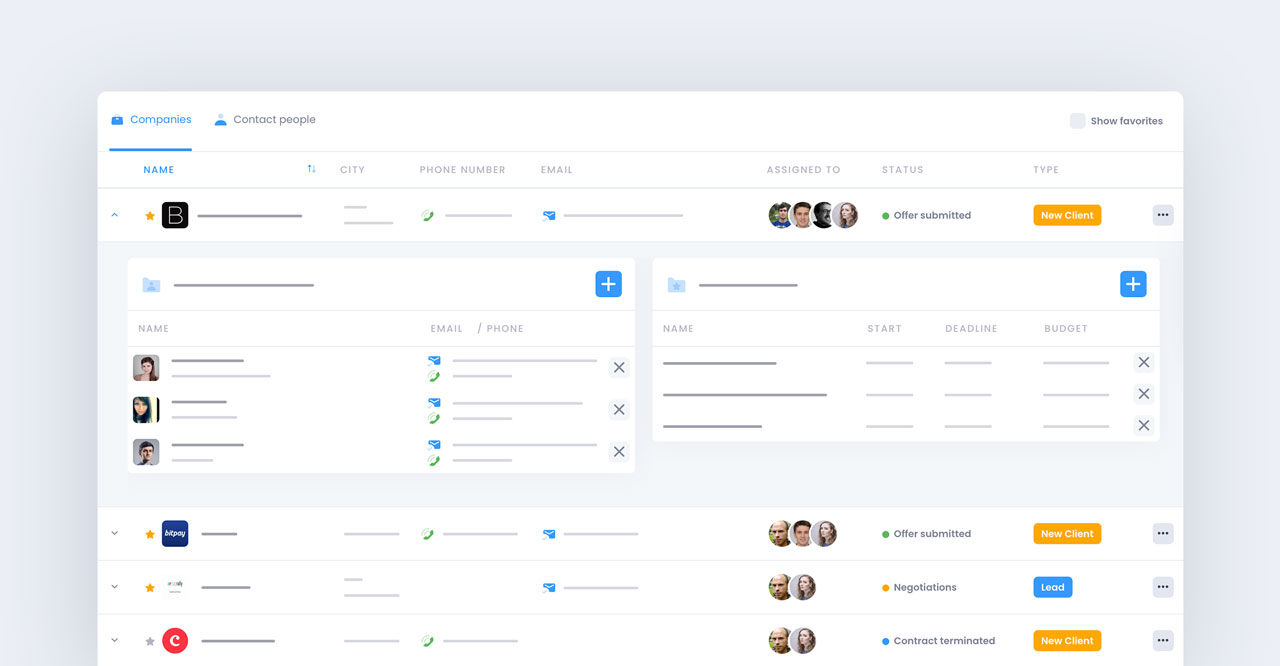 Companies Contact people Show favorites
NAME CITY PHONE NUMBER EMAIL ASSIGNED TO STATUS TYPE
B Offer submitted New Client
NAME EMAIL / PHONE
NAME START DEADLINE BUDGET
bitpay Offer submitted New Client
Negotiations Lead
C Contract terminated New Client